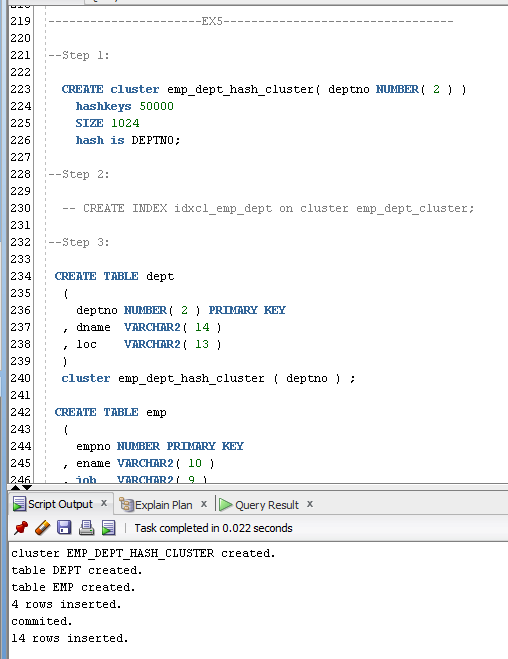 219 ----------------------EX5---------------------------------
220
221 --Step 1:
222
223 CREATE cluster emp_dept_hash_cluster( deptno NUMBER( 2 ) )
224 hashkeys 50000
225 SIZE 1024
226 hash is DEPTNO;
227
228 --Step 2:
229
230 -- CREATE INDEX idxcl_emp_dept on cluster emp_dept_cluster;
231
232 --Step 3:
233
234 CREATE TABLE dept
235 (
236 deptno NUMBER( 2 ) PRIMARY KEY
237 , dname VARCHAR2( 14 )
238 , loc VARCHAR2( 13 )
239 )
240 cluster emp_dept_hash_cluster ( deptno ) ;
241
242 CREATE TABLE emp
243 (
244 empno NUMBER PRIMARY KEY
245 , ename VARCHAR2( 10 )
246 , job VARCHAR2( 9 )
Script Output x Explain Plan x Query Result x
Task completed in 0.022 seconds
cluster EMP_DEPT_HASH_CLUSTER created.
table DEPT created.
table EMP created.
4 rows inserted.
commited.
14 rows inserted.